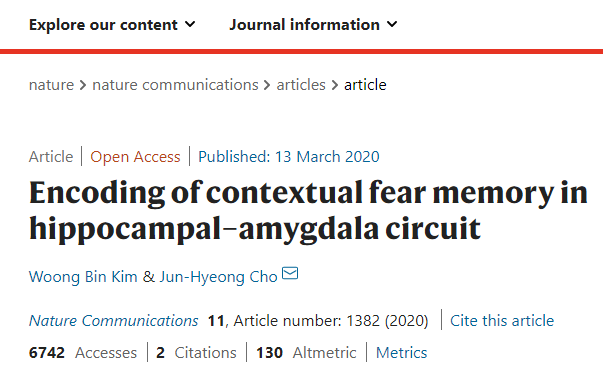 Explore our content Journal information
nature > nature communications > articles > article
Article | Open Access | Published: 13 March 2020
Encoding of contextual fear memory in
hippocampal–amygdala circuit
Woong Bin Kim & Jun-Hyeong Cho
Nature Communications 11, Article number: 1382 (2020) | Cite this article
6742 Accesses | 2 Citations | 130 Altmetric | Metrics